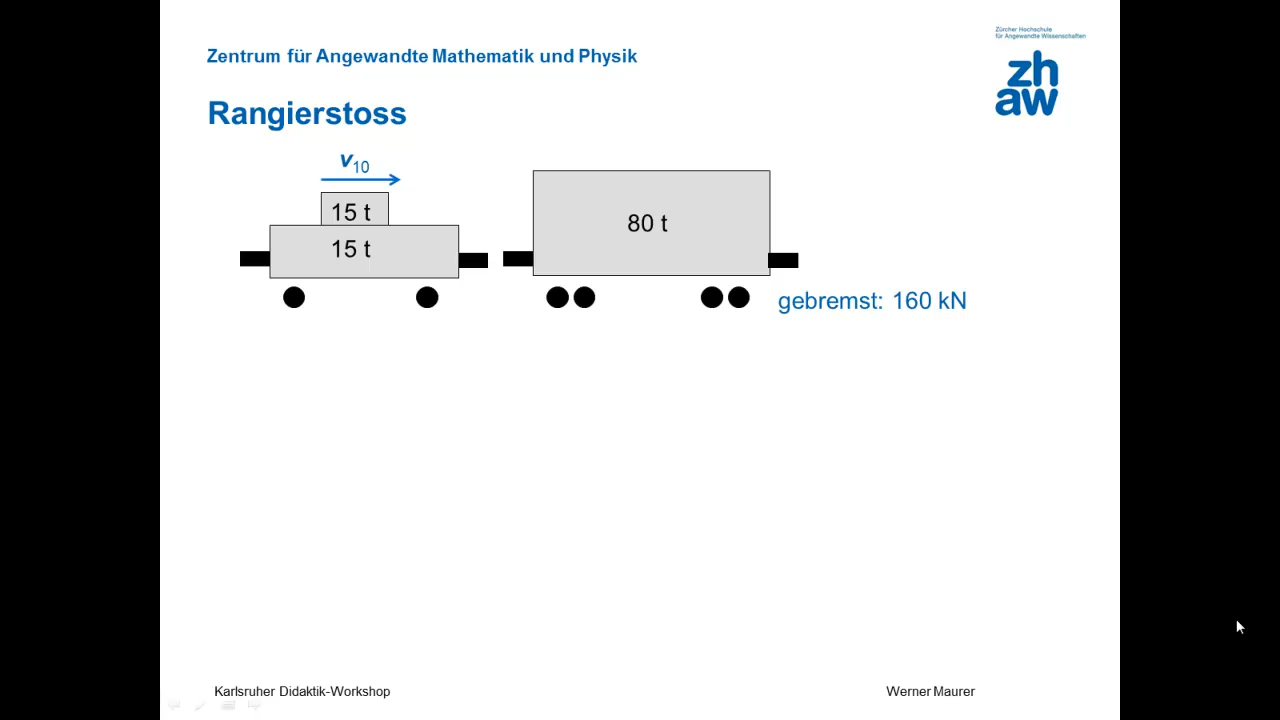 Zürcher Hochschule
für Angewandte Wissenschaften
Zentrum für Angewandte Mathematik und Physik
zh
aw
Rangierstoss
v10
15 t
15 t
80 t
gebremst: 160 kN
Karlsruher Didaktik-Workshop
Werner Maurer